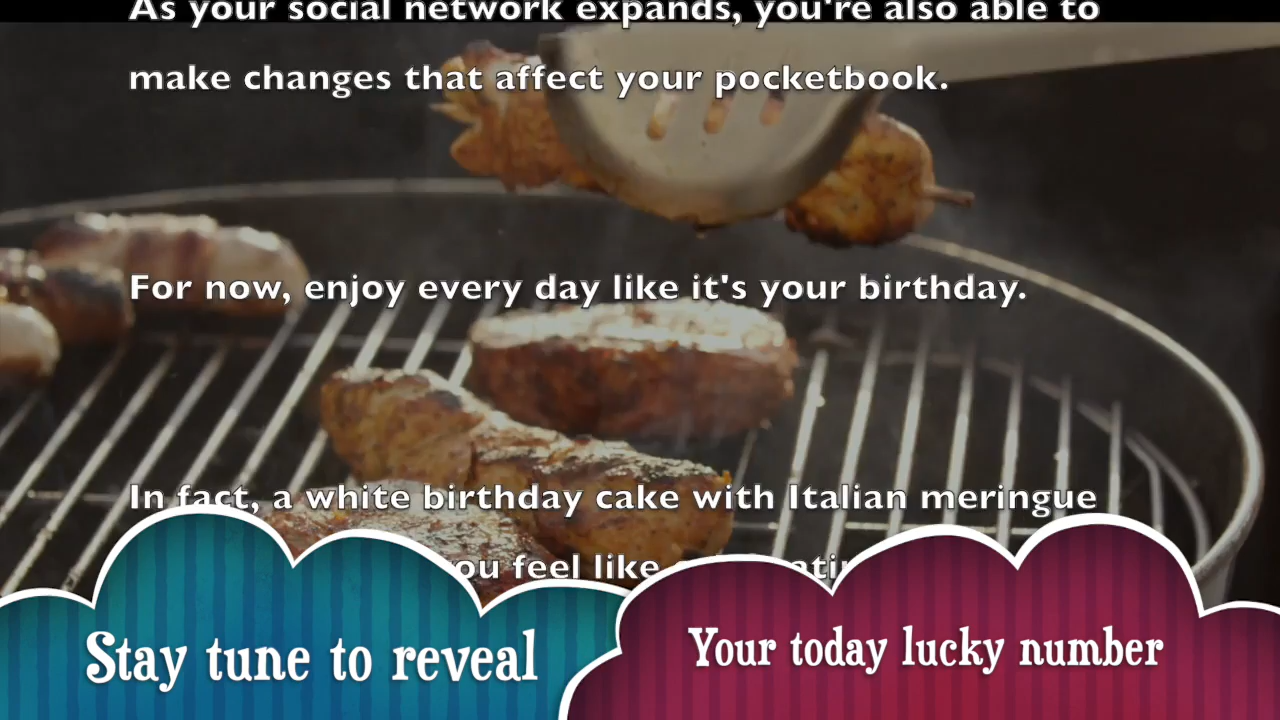 As your social network expands, you're also able to
make changes that affect your pocketbook.
For now, enjoy every day like it's your birthday.
In fact, a white birthday cake with Italian meringue
you feel like
Stay tune to reveal
Your today lucky number